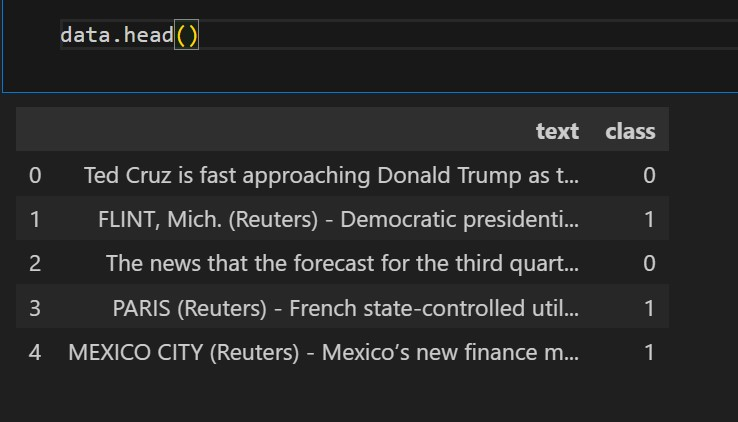 data.head()
text class
0 Ted Cruz is fast approaching Donald Trump as t... 0
1 FLINT, Mich. (Reuters) - Democratic presidenti... 1
2 The news that the forecast for the third quart... 0
3 PARIS (Reuters) - French state-controlled util... 1
4 MEXICO CITY (Reuters) - Mexico’s new finance m... 1